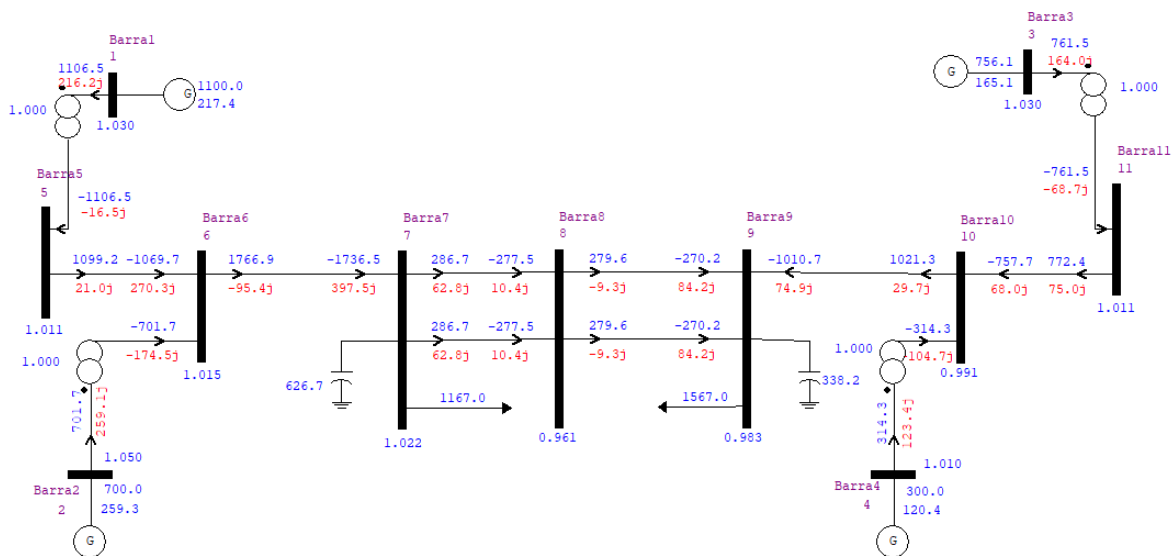 Barra1
1
1106.5
216.2j
G
1100.0
217.4
1.000
1.030
Barra5
5
-1106.5
-16.5j
1099.2
-1069.7
21.0j
270.3j
1.011
Barra6
6
1766.9
-1736.5
-95.4j
397.5j
-701.7
-174.5j
1.000
1.015
701.7
259.1j
1.050
Barra2
2
700.0
259.3
G
Barra7
7
286.7
-277.5
62.8j
10.4j
286.7
-277.5
62.8j
10.4j
626.7
1167.0
1.022
Barra8
8
279.6
-270.2
-9.3j
84.2j
279.6
-270.2
-9.3j
84.2j
0.961
Barra9
9
-1010.7
1021.3
74.9j
29.7j
338.2
1567.0
0.983
Barra10
10
-757.7
772.4
68.0j
75.0j
-314.3
-104.7j
1.000
0.991
314.3
123.4j
1.010
Barra4
4
300.0
120.4
G
Barra3
3
756.1
165.1
G
761.5
164.0j
1.030
1.000
Barra11
11
-761.5
-68.7j
1.011